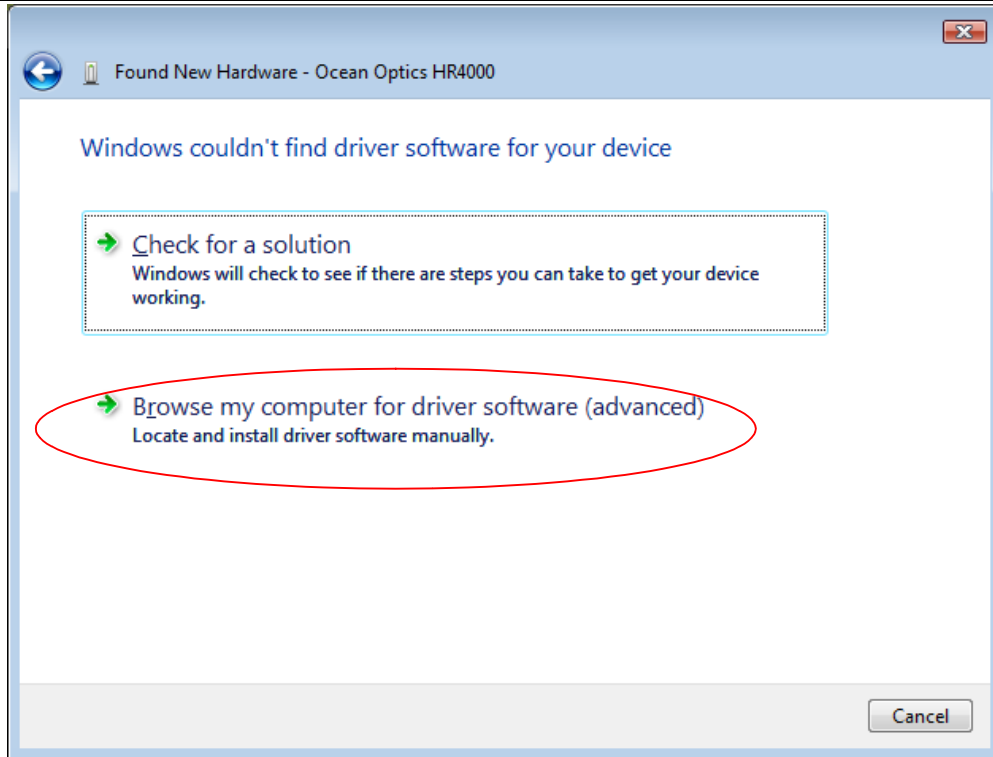 Found New Hardware - Ocean Optics HR4000
Windows couldn't find driver software for your device
Check for a solution
Windows will check to see if there are steps you can take to get your device
working.
Browse my computer for driver software (advanced)
Locate and install driver software manually.
Cancel